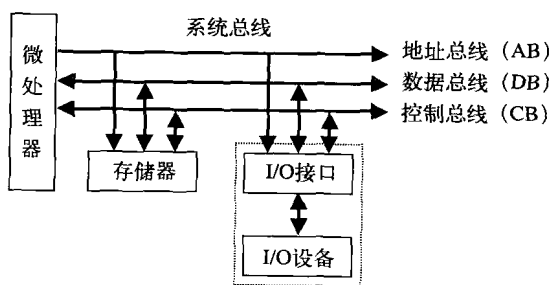 系统总线
微处理器
地址总线（AB）
数据总线（DB）
控制总线（CB）
存储器
I/O接口
I/O设备